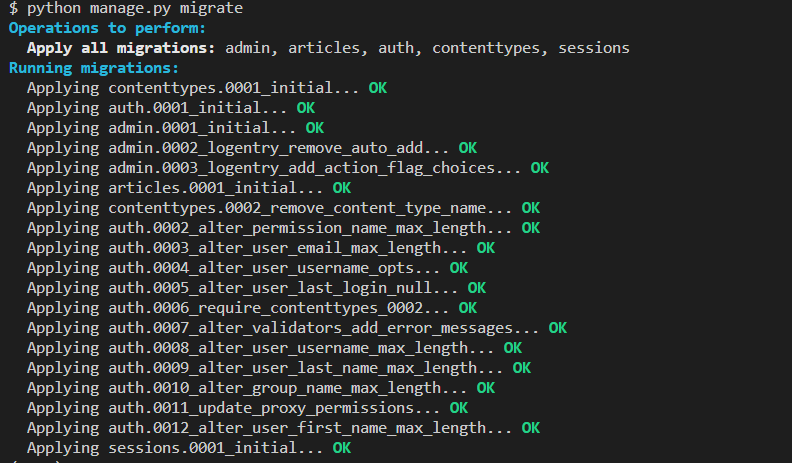 $ python manage.py migrate
Operations to perform:
  Apply all migrations: admin, articles, auth, contenttypes, sessions
Running migrations:
  Applying contenttypes.0001_initial... OK
  Applying auth.0001_initial... OK
  Applying admin.0001_initial... OK
  Applying admin.0002_logentry_remove_auto_add... OK
  Applying admin.0003_logentry_add_action_flag_choices... OK
  Applying articles.0001_initial... OK
  Applying contenttypes.0002_remove_content_type_name... OK
  Applying auth.0002_alter_permission_name_max_length... OK
  Applying auth.0003_alter_user_email_max_length... OK
  Applying auth.0004_alter_user_username_opts... OK
  Applying auth.0005_alter_user_last_login_null... OK
  Applying auth.0006_require_contenttypes_0002... OK
  Applying auth.0007_alter_validators_add_error_messages... OK
  Applying auth.0008_alter_user_username_max_length... OK
  Applying auth.0009_alter_user_last_name_max_length... OK
  Applying auth.0010_alter_group_name_max_length... OK
  Applying auth.0011_update_proxy_permissions... OK
  Applying auth.0012_alter_user_first_name_max_length... OK
  Applying sessions.0001_initial... OK